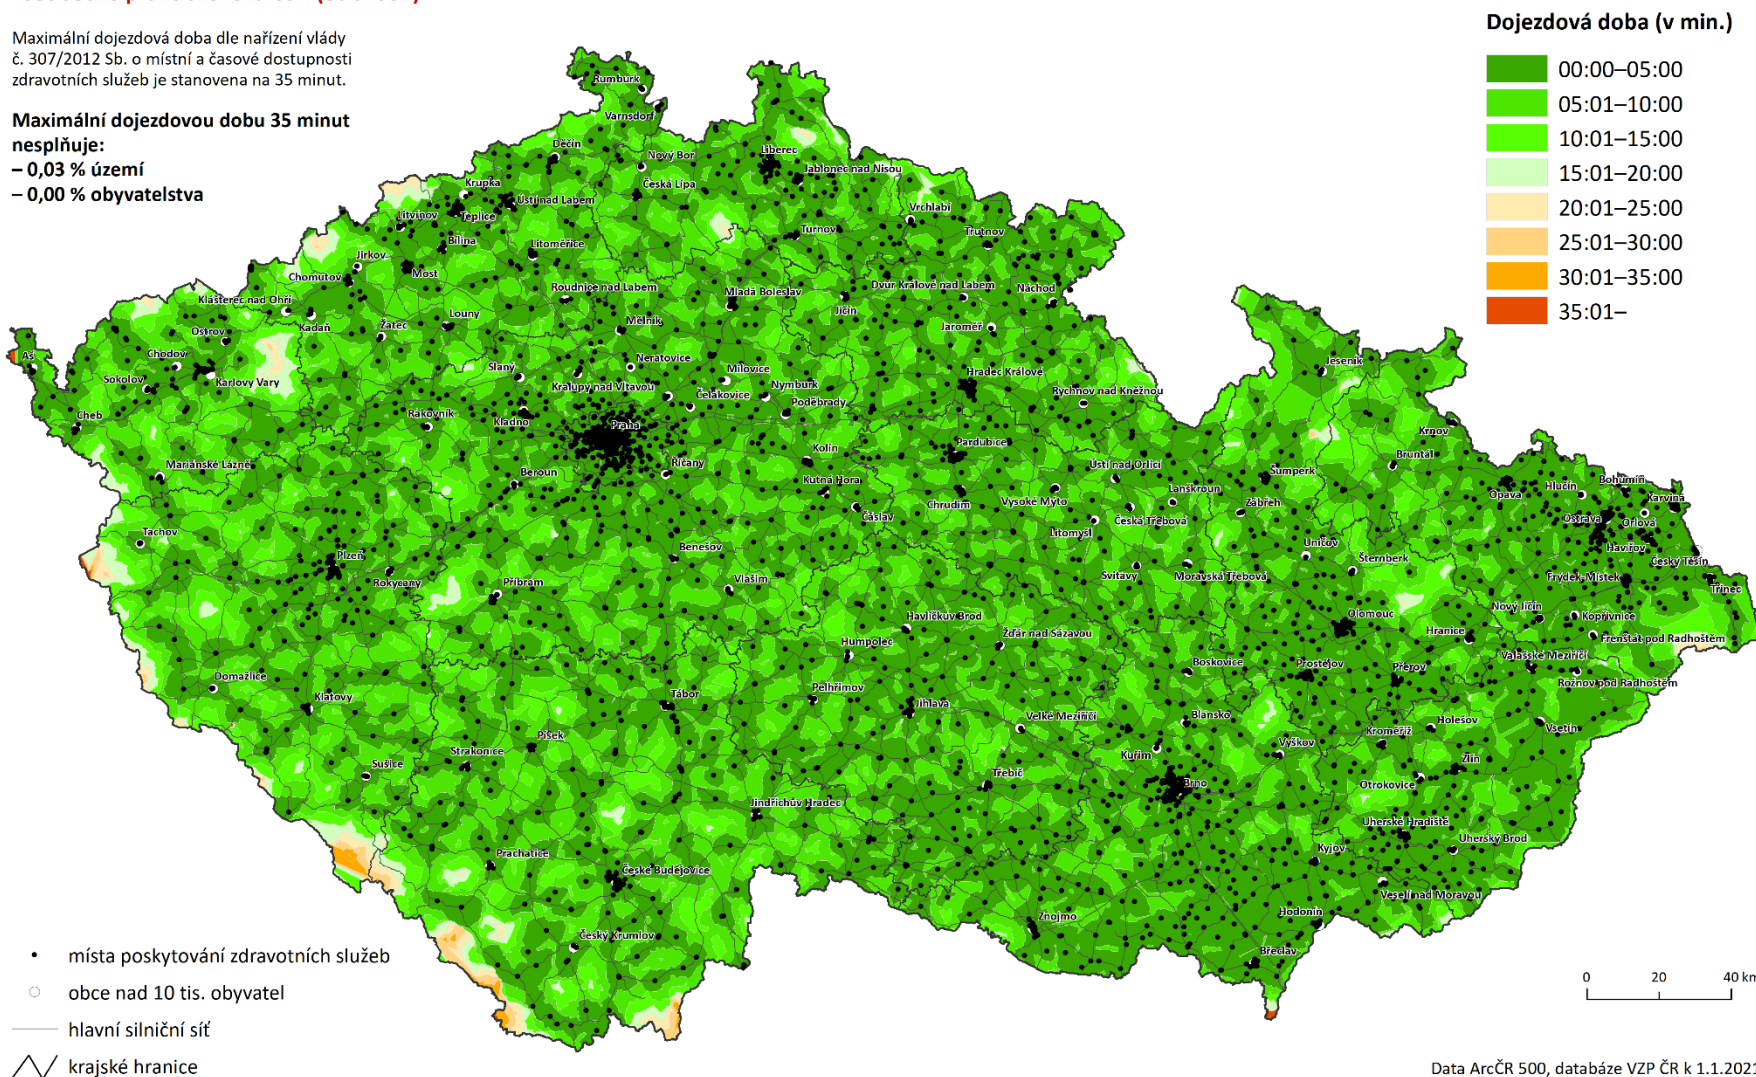 Maximální dojezdová doba dle nařízení vlády
č. 307/2012 Sb. o místní a časové dostupnosti
zdravotních služeb je stanovena na 35 minut.
Maximální dojezdovou dobu 35 minut
nesplňuje:
– 0,03 % území
– 0,00 % obyvatelstva
Dojezdová doba (v min.)
00:00–05:00
05:01–10:00
10:01–15:00
15:01–20:00
20:01–25:00
25:01–30:00
30:01–35:00
35:01–
Rumburk
Varnsdorf
Děčín
Nový Bor
Liberec
Jablonec nad Nisou
Krupka
Česká Lípa
Ústí nad Labem
Litvínov
Teplice
Vrchlabí
Turnov
Trutnov
Bílina
Litoměřice
Jirkov
Most
Chomutov
Roudnice nad Labem
Mladá Boleslav
Dvůr Králové nad Labem
Náchod
Klášterec nad Ohří
Jičín
Ostrov
Kadaň
Žatec
Louny
Mělník
Jaroměř
Aš
Chodov
Neratovice
Jeseník
Sokolov
Karlovy Vary
Slaný
Kralupy nad Vltavou
Milovice
Nymburk
Hradec Králové
Rychnov nad Kněžnou
Čelákovice
Poděbrady
Cheb
Rakovník
Kladno
Praha
Krnov
Pardubice
Kolín
Bruntál
Mariánské Lázně
Beroun
Říčany
Ústí nad Orlicí
Šumperk
Kutná Hora
Lanškroun
Opava
Hlučín
Bohumín
Karviná
Čáslav
Chrudim
Vysoké Mýto
Zábřeh
Česká Třebová
Ostrava
Orlová
Tachov
Litomyšl
Plzeň
Benešov
Uničov
Šternberk
Havířov
Český Těšín
Rokycany
Příbram
Vlašim
Svitavy
Moravská Třebová
Frýdek-Místek
Třinec
Havlíčkův Brod
Olomouc
Nový Jičín
Kopřivnice
Humpolec
Žďár nad Sázavou
Hranice
Frenštát pod Radhoštěm
Boskovice
Prostějov
Přerov
Valašské Meziříčí
Domažlice
Rožnov pod Radhoštěm
Klatovy
Tábor
Pelhřimov
Jihlava
Velké Meziříčí
Blansko
Holešov
Vsetín
Písek
Kroměříž
Strakonice
Kuřim
Vyškov
Zlín
Sušice
Třebíč
Brno
Otrokovice
Jindřichův Hradec
Uherské Hradiště
Uherský Brod
Prachatice
Kyjov
České Budějovice
Veselí nad Moravou
Znojmo
Hodonín
Český Krumlov
Břeclav
místa poskytování zdravotních služeb
obce nad 10 tis. obyvatel
hlavní silniční síť
krajské hranice
0 20 40 km
Data ArcČR 500, databáze VZP ČR k 1.1.2021